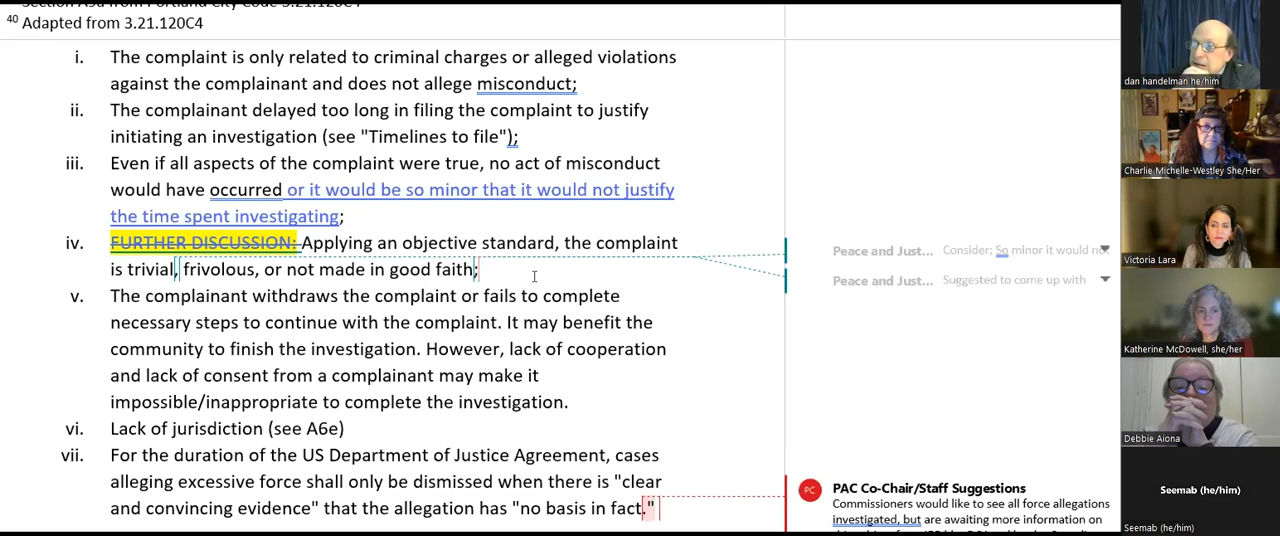 40 Adapted from 3.21.120C4
i. The complaint is only related to criminal charges or alleged violations
against the complainant and does not allege misconduct;
ii. The complainant delayed too long in filing the complaint to justify
initiating an investigation (see "Timelines to file");
iii. Even if all aspects of the complaint were true, no act of misconduct
would have occurred or it would be so minor that it would not justify
the time spent investigating;
iv. FURTHER DISCUSSION: Applying an objective standard, the complaint
is trivial, frivolous, or not made in good faith;
v. The complainant withdraws the complaint or fails to complete
necessary steps to continue with the complaint. It may benefit the
community to finish the investigation. However, lack of cooperation
and lack of consent from a complainant may make it
impossible/inappropriate to complete the investigation.
vi. Lack of jurisdiction (see A6e)
vii. For the duration of the US Department of Justice Agreement, cases
alleging excessive force shall only be dismissed when there is "clear
and convincing evidence" that the allegation has "no basis in fact."
Peace and Just... Consider; So minor it would not
Peace and Just... Suggested to come up with
PC PAC Co-Chair/Staff Suggestions
Commissioners would like to see all force allegations
investigated, but are awaiting more information on
dan handelman he/him
Charlie Michelle-Westley She/Her
Victoria Lara
Katherine McDowell, she/her
Debbie Aiona
Seemab (he/him)
Seemab (he/him)